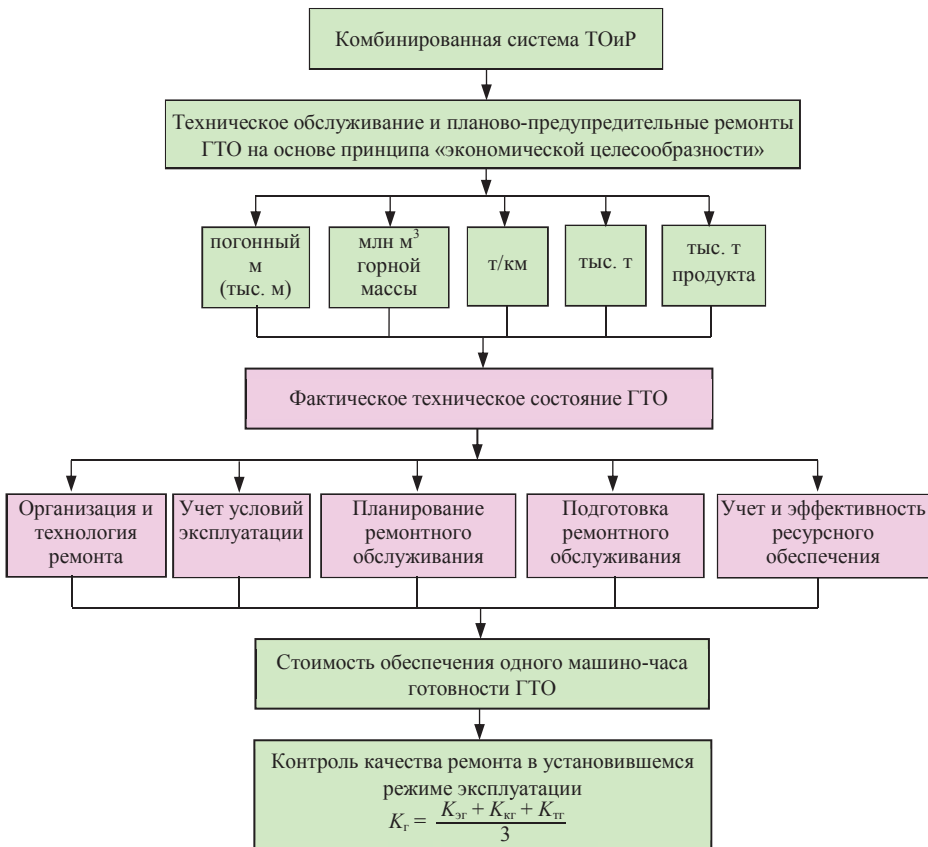 Комбинированная система ТОиР
Техническое обслуживание и планово-предупредительные ремонты
ГТО на основе принципа «экономической целесообразности»
погонный
м
(тыс. м)
млн м³
горной
массы
т/км
тыс. т
тыс. т
продукта
Фактическое техническое состояние ГТО
Организация и
технология
ремонта
Учет условий
эксплуатации
Планирование
ремонтного
обслуживания
Подготовка
ремонтного
обслуживания
Учет и эффективность
ресурсного
обеспечения
Стоимость обеспечения одного машино-часа
готовности ГТО
Контроль качества ремонта в установившемся
режиме эксплуатации
Kг = (Kэг + Kкг + Kтг) / 3